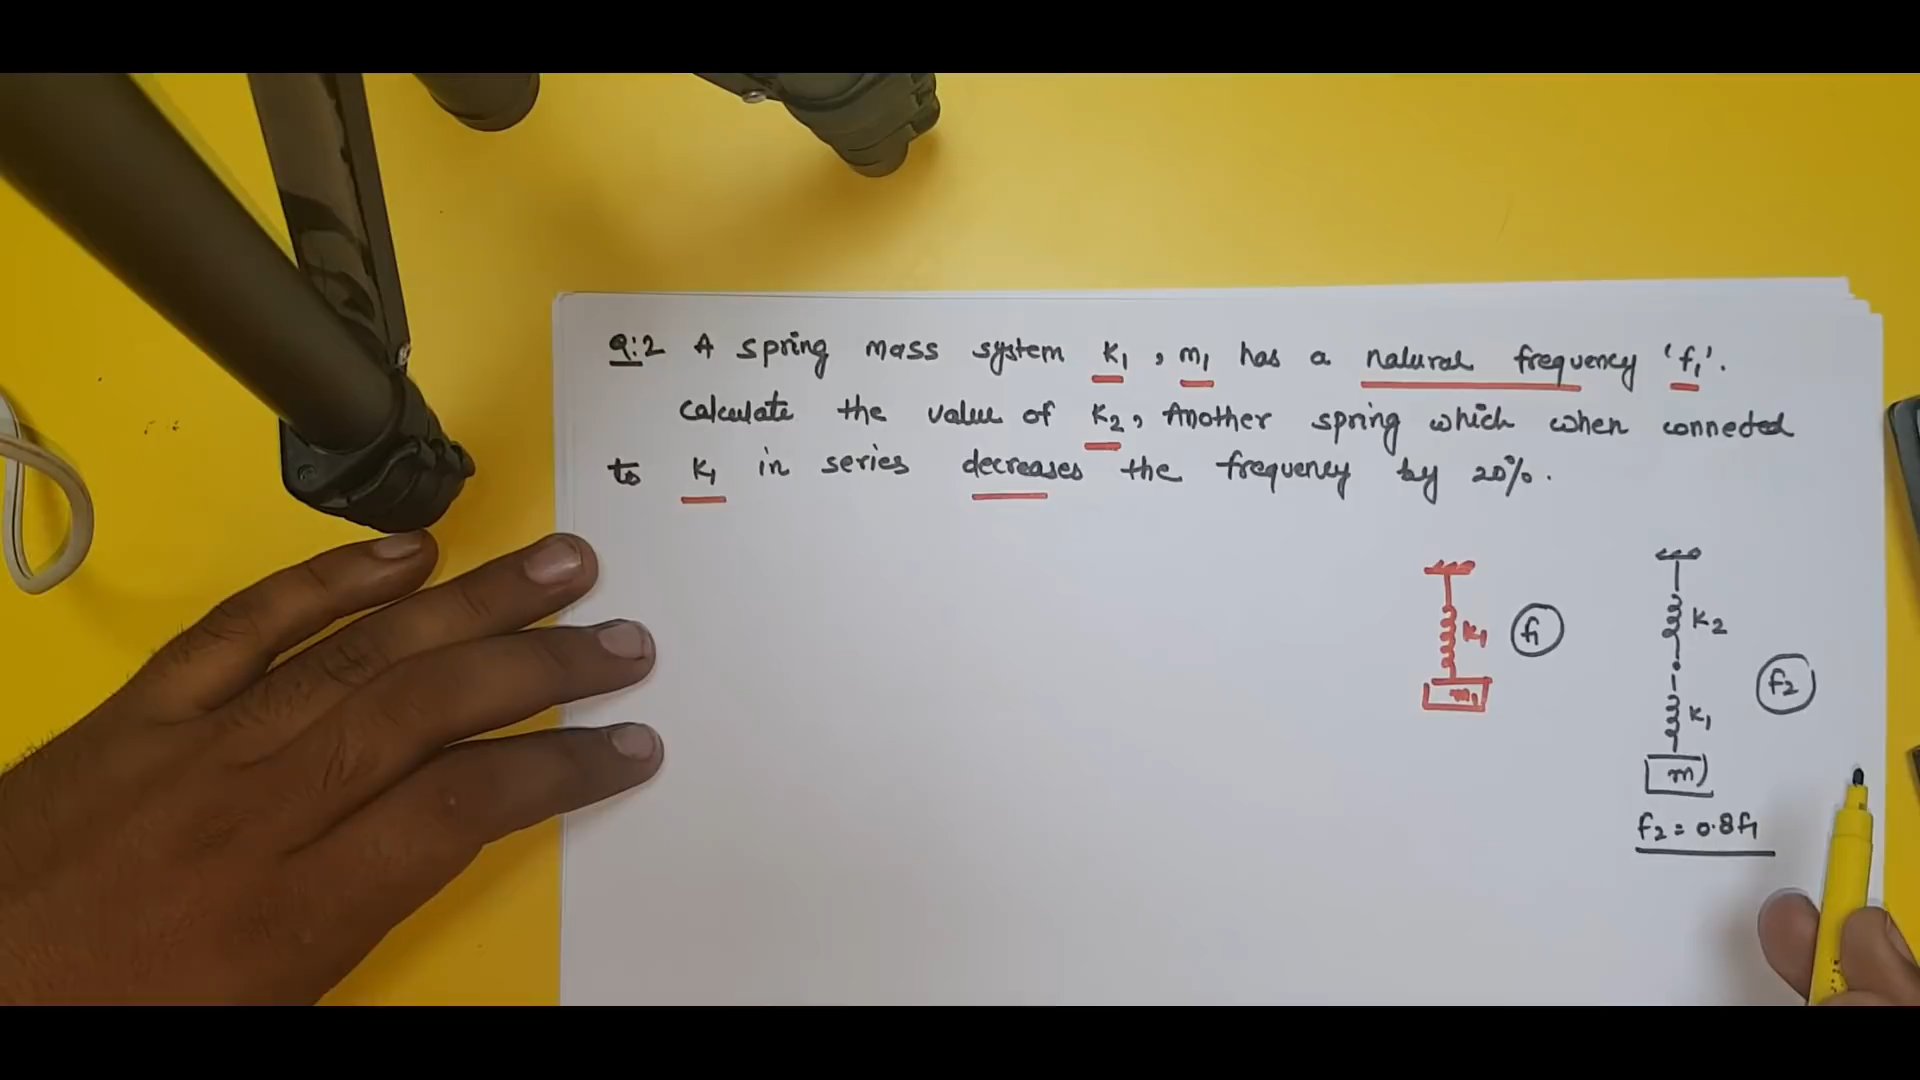 Q:2 A spring mass system K1, m1 has a natural frequency 'f1'.
calculate the value of K2, Another spring which when conneted
to K1 in series decreases the frequency by 20%.
K1
f1
m1
K2
f2
K1
m
f2 = 0.8f1